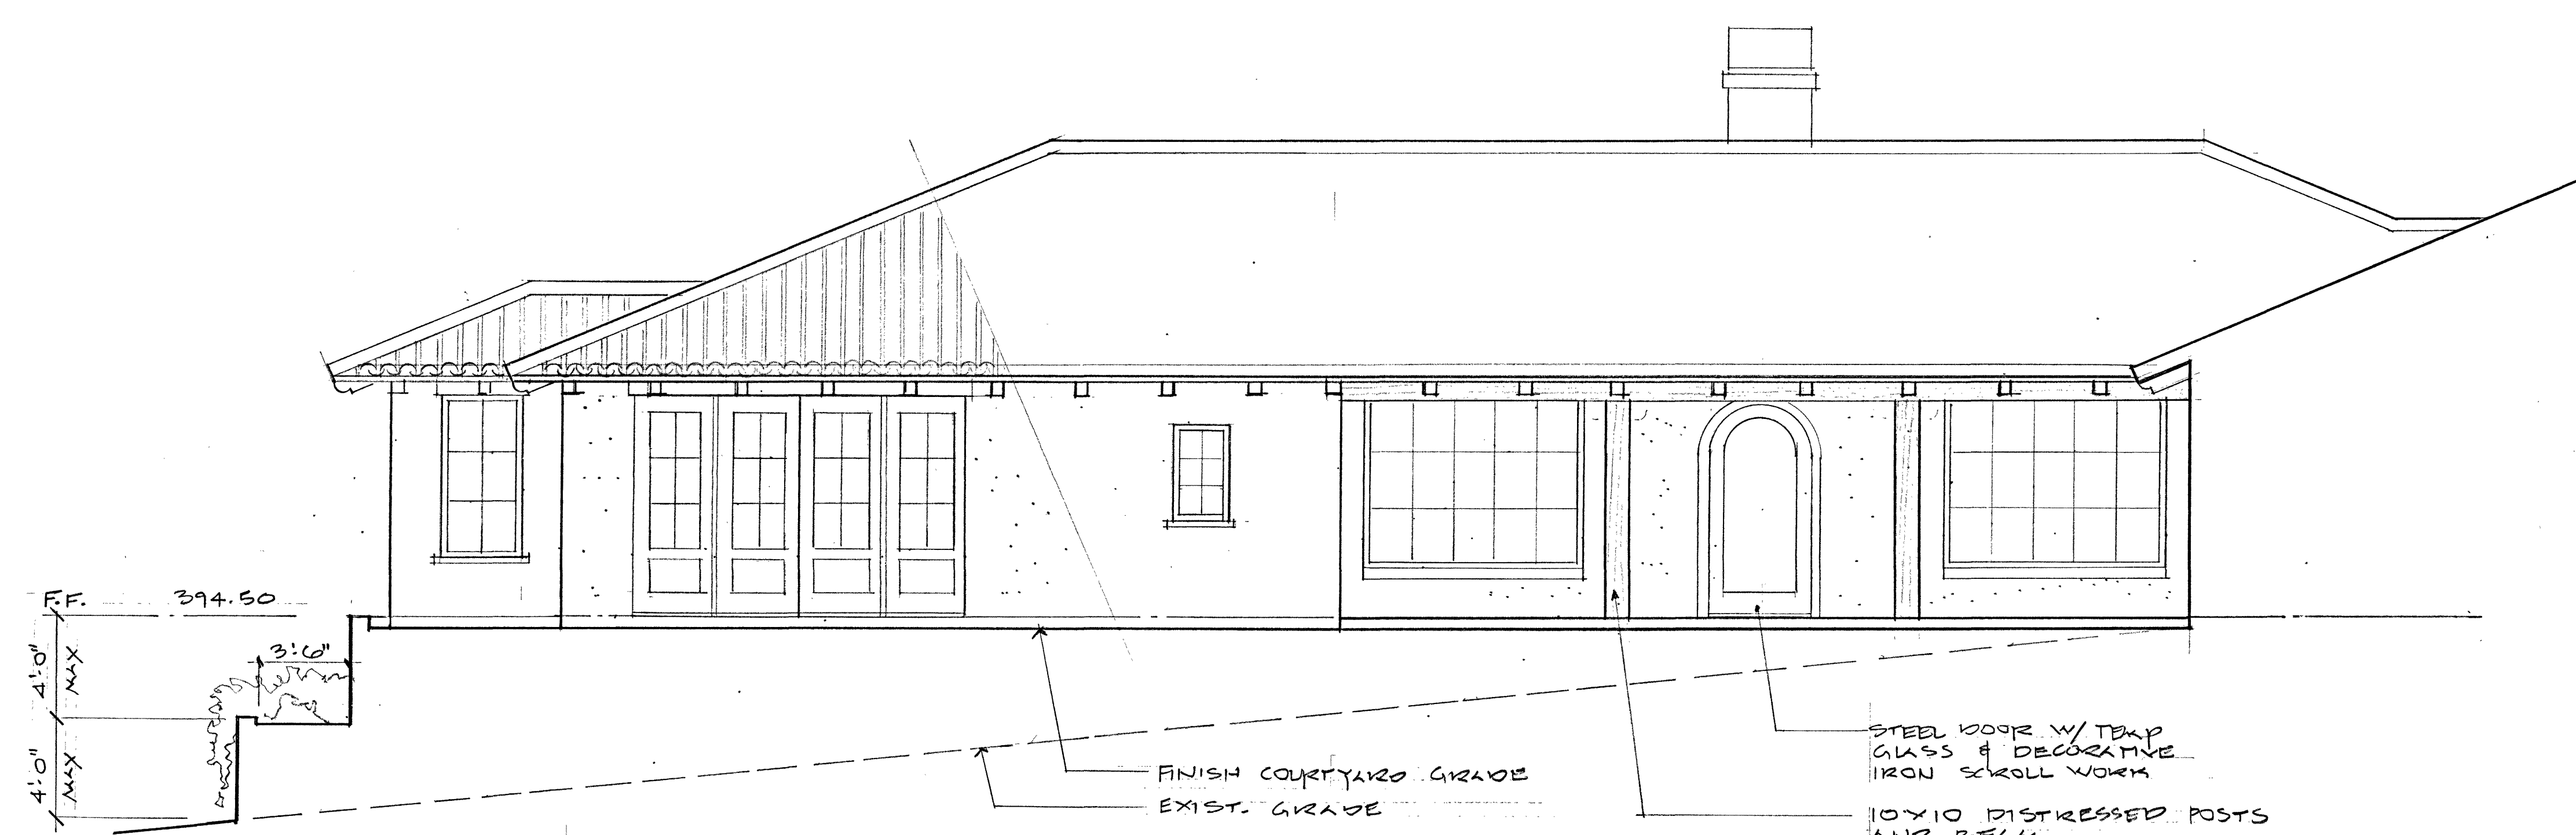 F.F. 394.50
3'-6"
4'-0" MAX
4'-0" MAX
STEEL DOOR W/ TEMP
GLASS & DECORATIVE
IRON SCROLL WORK
FINISH COURTYARD GRADE
EXIST. GRADE
10x10 DISTRESSED POSTS